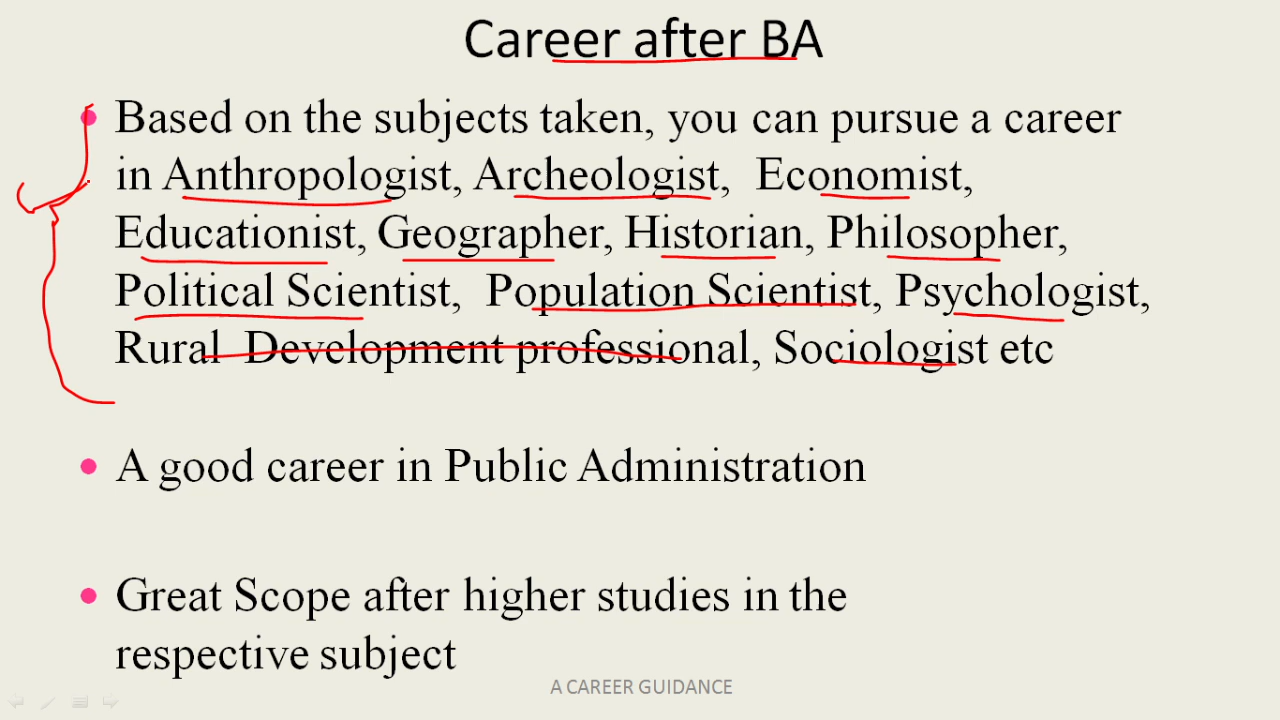 Career after BA
Based on the subjects taken, you can pursue a career
in Anthropologist, Archeologist, Economist,
Educationist, Geographer, Historian, Philosopher,
Political Scientist, Population Scientist, Psychologist,
Rural Development professional, Sociologist etc
A good career in Public Administration
Great Scope after higher studies in the
respective subject
A CAREER GUIDANCE